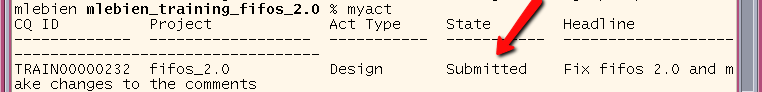 mlebien mlebien_training_fifos_2.0 % myact
CQ ID Project Act Type State Headline
------------- -------------------- ------------- ------------- --------------------
--------------------------------
TRAIN00000232 fifos_2.0 Design Submitted Fix fifos 2.0 and m
ake changes to the comments